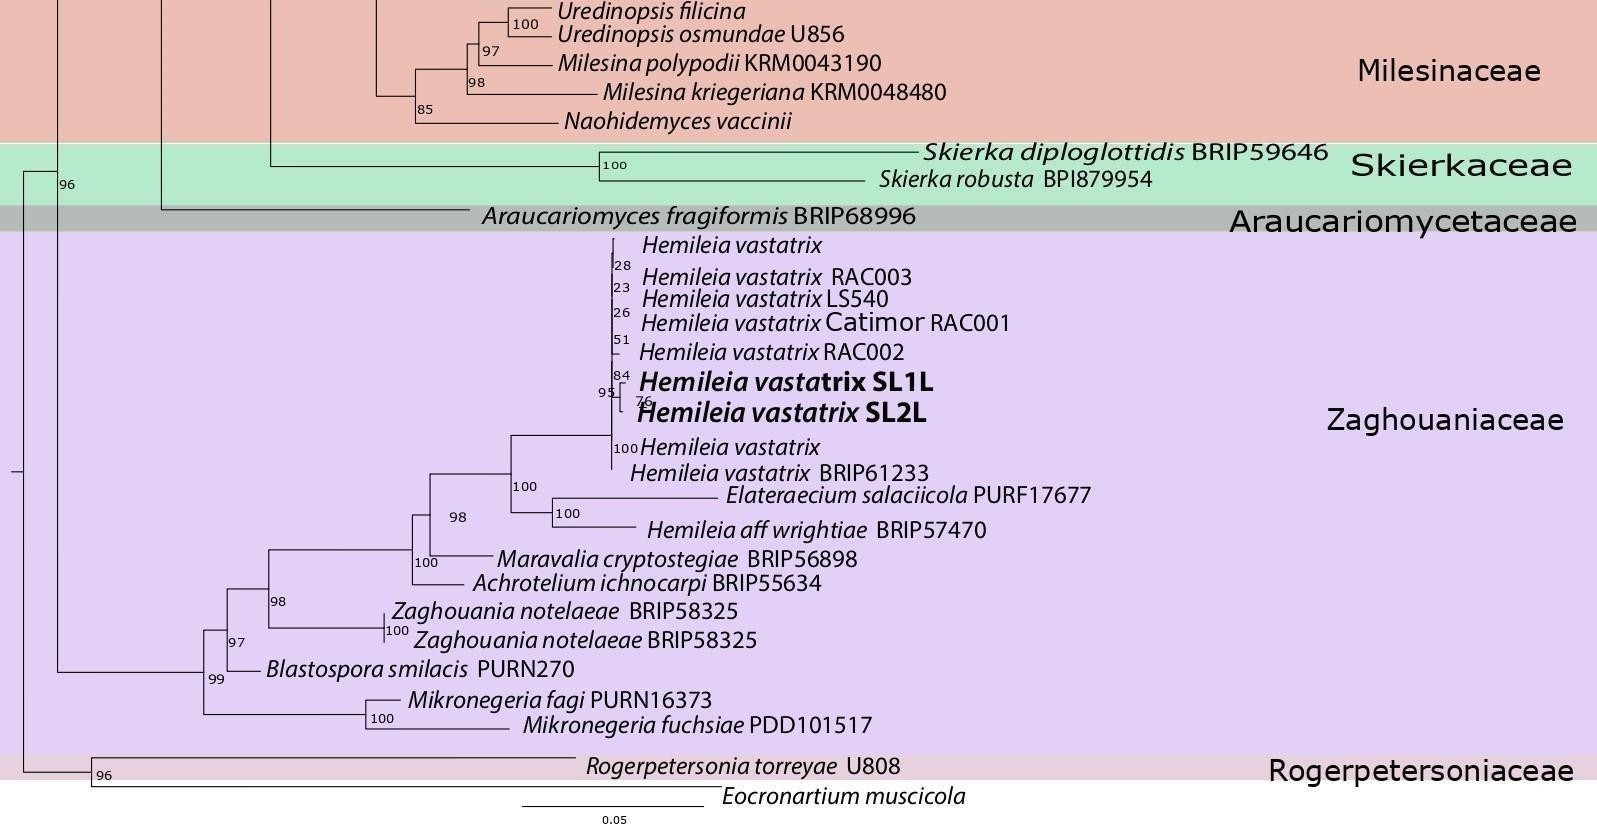 Uredinopsis filicina
100
Uredinopsis osmundae U856
97
Milesina polypodii KRM0043190
Milesinaceae
98
Milesina kriegeriana KRM0048480
85
Naohidemyces vaccinii
Skierka diploglottidis BRIP59646
100
Skierkaceae
Skierka robusta BPI879954
96
Araucariomyces fragiformis BRIP68996
Araucariomycetaceae
Hemileia vastatrix
28
Hemileia vastatrix RAC003
23
Hemileia vastatrix LS540
26
Hemileia vastatrix Catimor RAC001
51
Hemileia vastatrix RAC002
84
Hemileia vastatrix SL1L
95
76
Hemileia vastatrix SL2L
Zaghouaniaceae
100
Hemileia vastatrix
Hemileia vastatrix BRIP61233
100
Elateraecium salaciicola PURF17677
100
98
Hemileia aff wrightiae BRIP57470
Maravalia cryptostegiae BRIP56898
100
Achrotelium ichnocarpi BRIP55634
98
Zaghouania notelaeae BRIP58325
100
Zaghouania notelaeae BRIP58325
97
Blastospora smilacis PURN270
99
Mikronegeria fagi PURN16373
100
Mikronegeria fuchsiae PDD101517
Rogerpetersonia torreyae U808
Rogerpetersoniaceae
96
Eocronartium muscicola
0.05